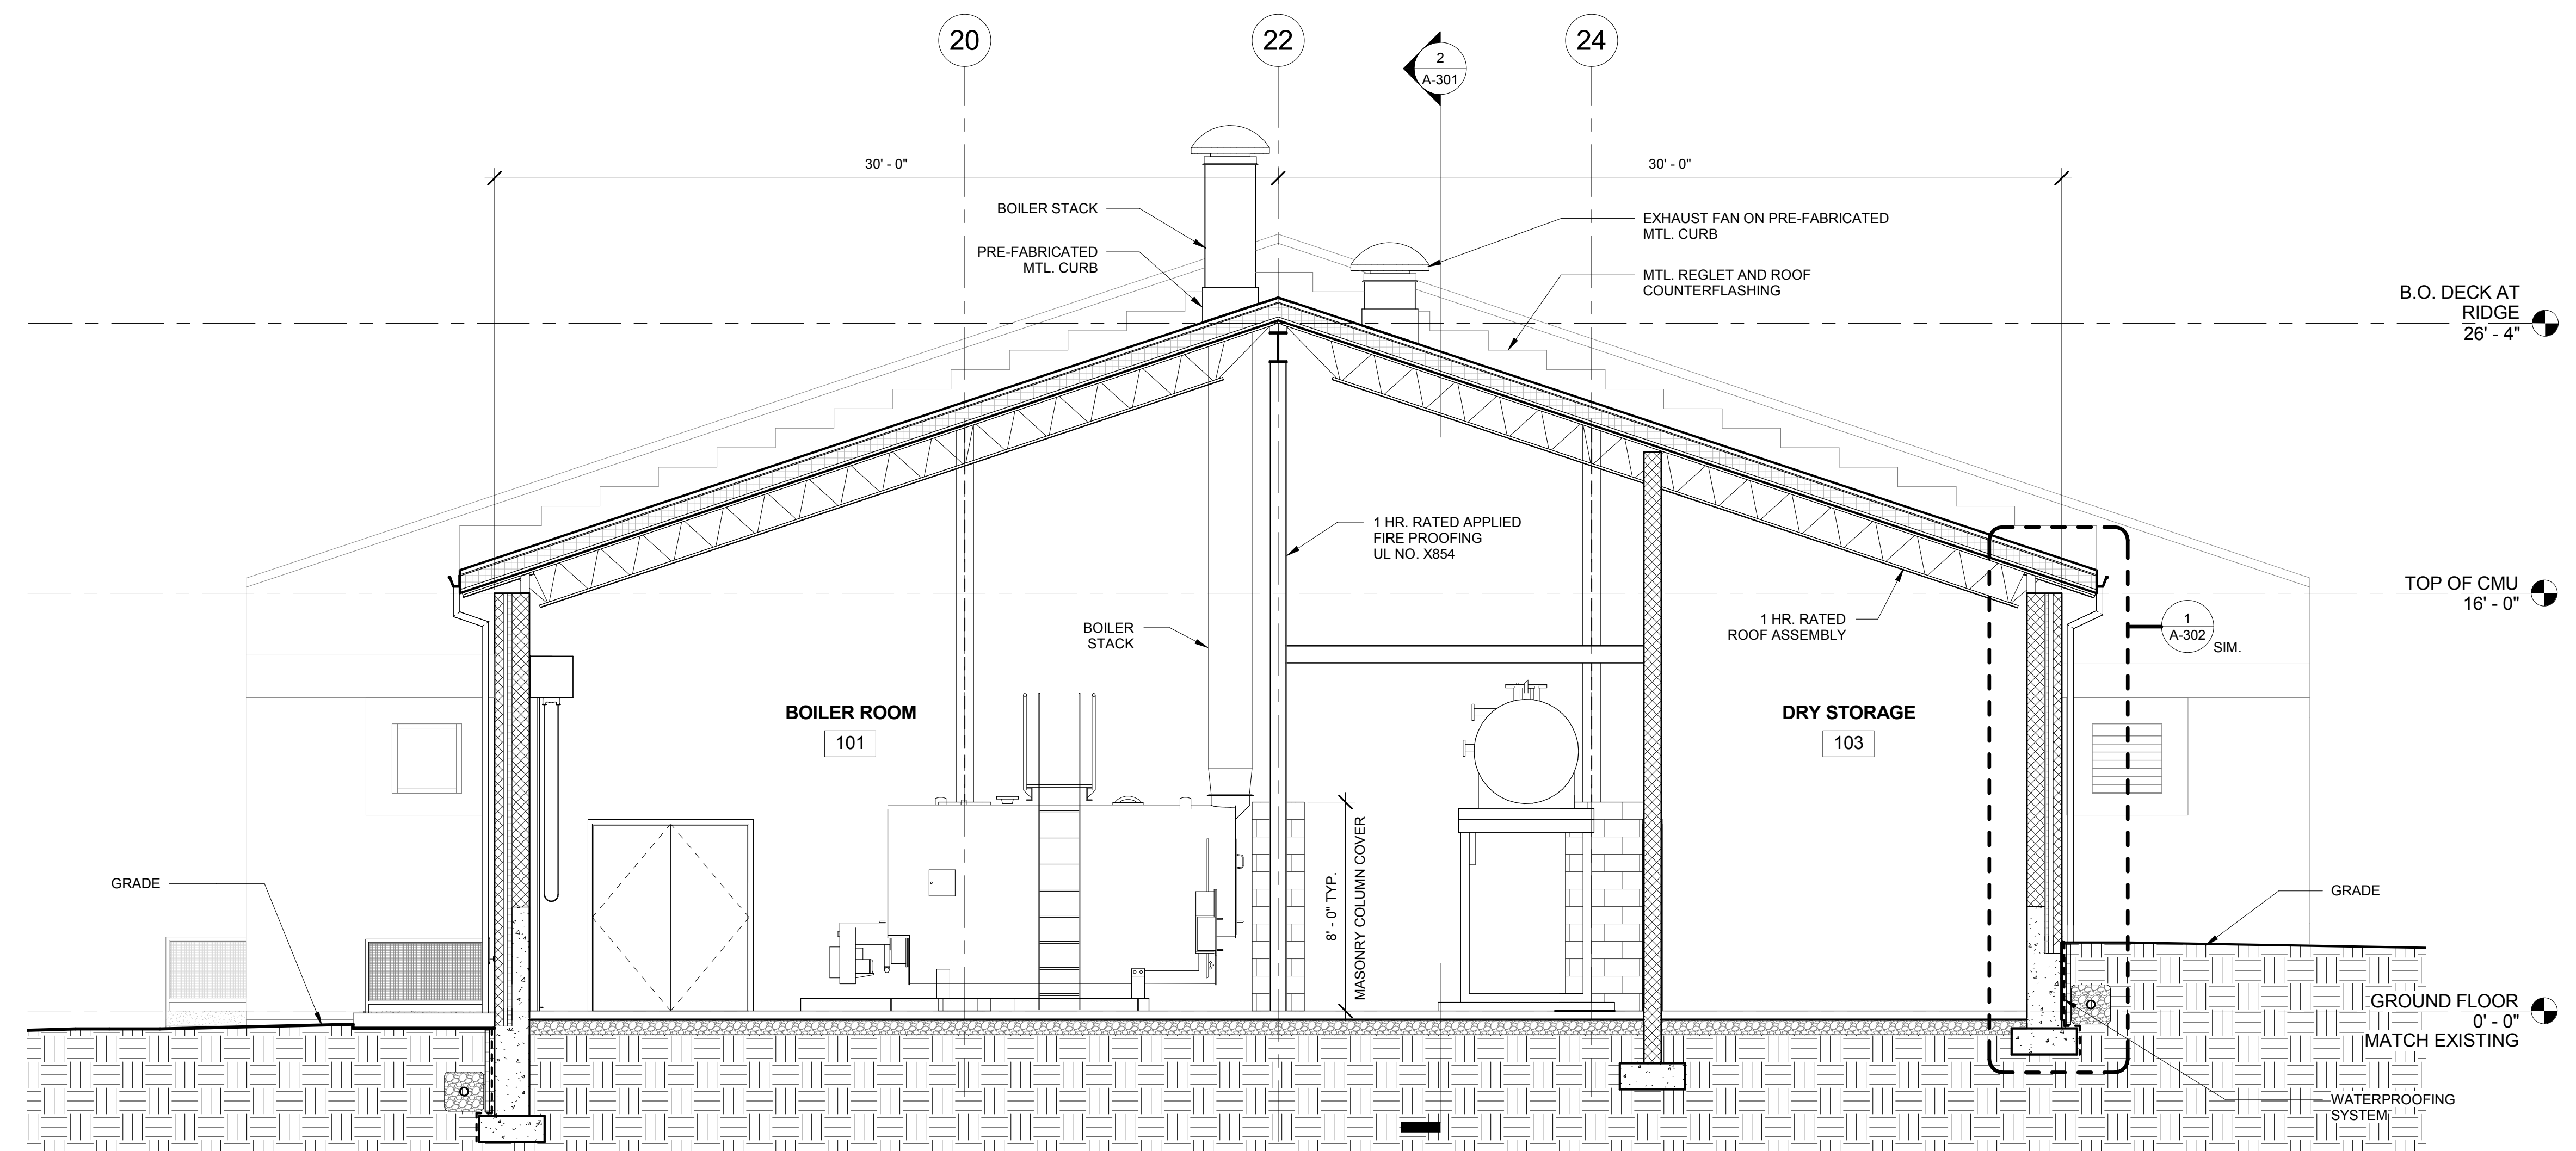 20
22
24
2
A-301
30' - 0"
30' - 0"
BOILER STACK
PRE-FABRICATED
MTL. CURB
EXHAUST FAN ON PRE-FABRICATED
MTL. CURB
MTL. REGLET AND ROOF
COUNTERFLASHING
B.O. DECK AT
RIDGE
26' - 4"
1 HR. RATED APPLIED
FIRE PROOFING
UL NO. X854
TOP OF CMU
16' - 0"
BOILER
STACK
1 HR. RATED
ROOF ASSEMBLY
1
A-302
SIM.
BOILER ROOM
101
DRY STORAGE
103
8' - 0" TYP.
MASONRY COLUMN COVER
GRADE
GRADE
GROUND FLOOR
0' - 0"
MATCH EXISTING
WATERPROOFING
SYSTEM